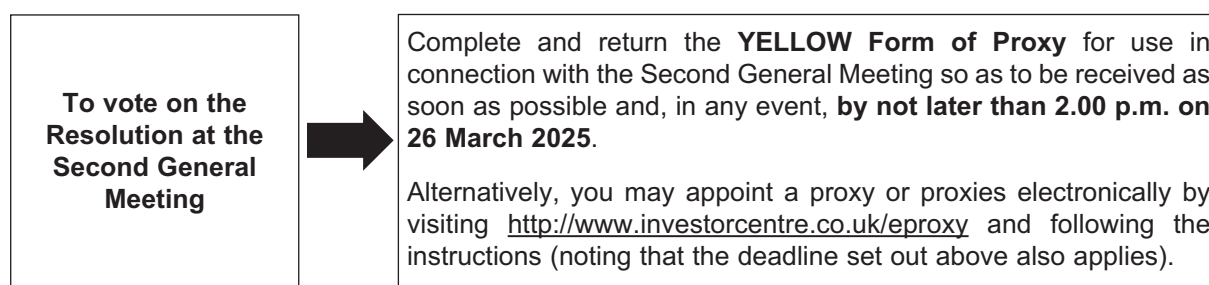 To vote on the
Resolution at the
Second General
Meeting
Complete and return the YELLOW Form of Proxy for use in
connection with the Second General Meeting so as to be received as
soon as possible and, in any event, by not later than 2.00 p.m. on
26 March 2025.
Alternatively, you may appoint a proxy or proxies electronically by
visiting http://www.investorcentre.co.uk/eproxy and following the
instructions (noting that the deadline set out above also applies).